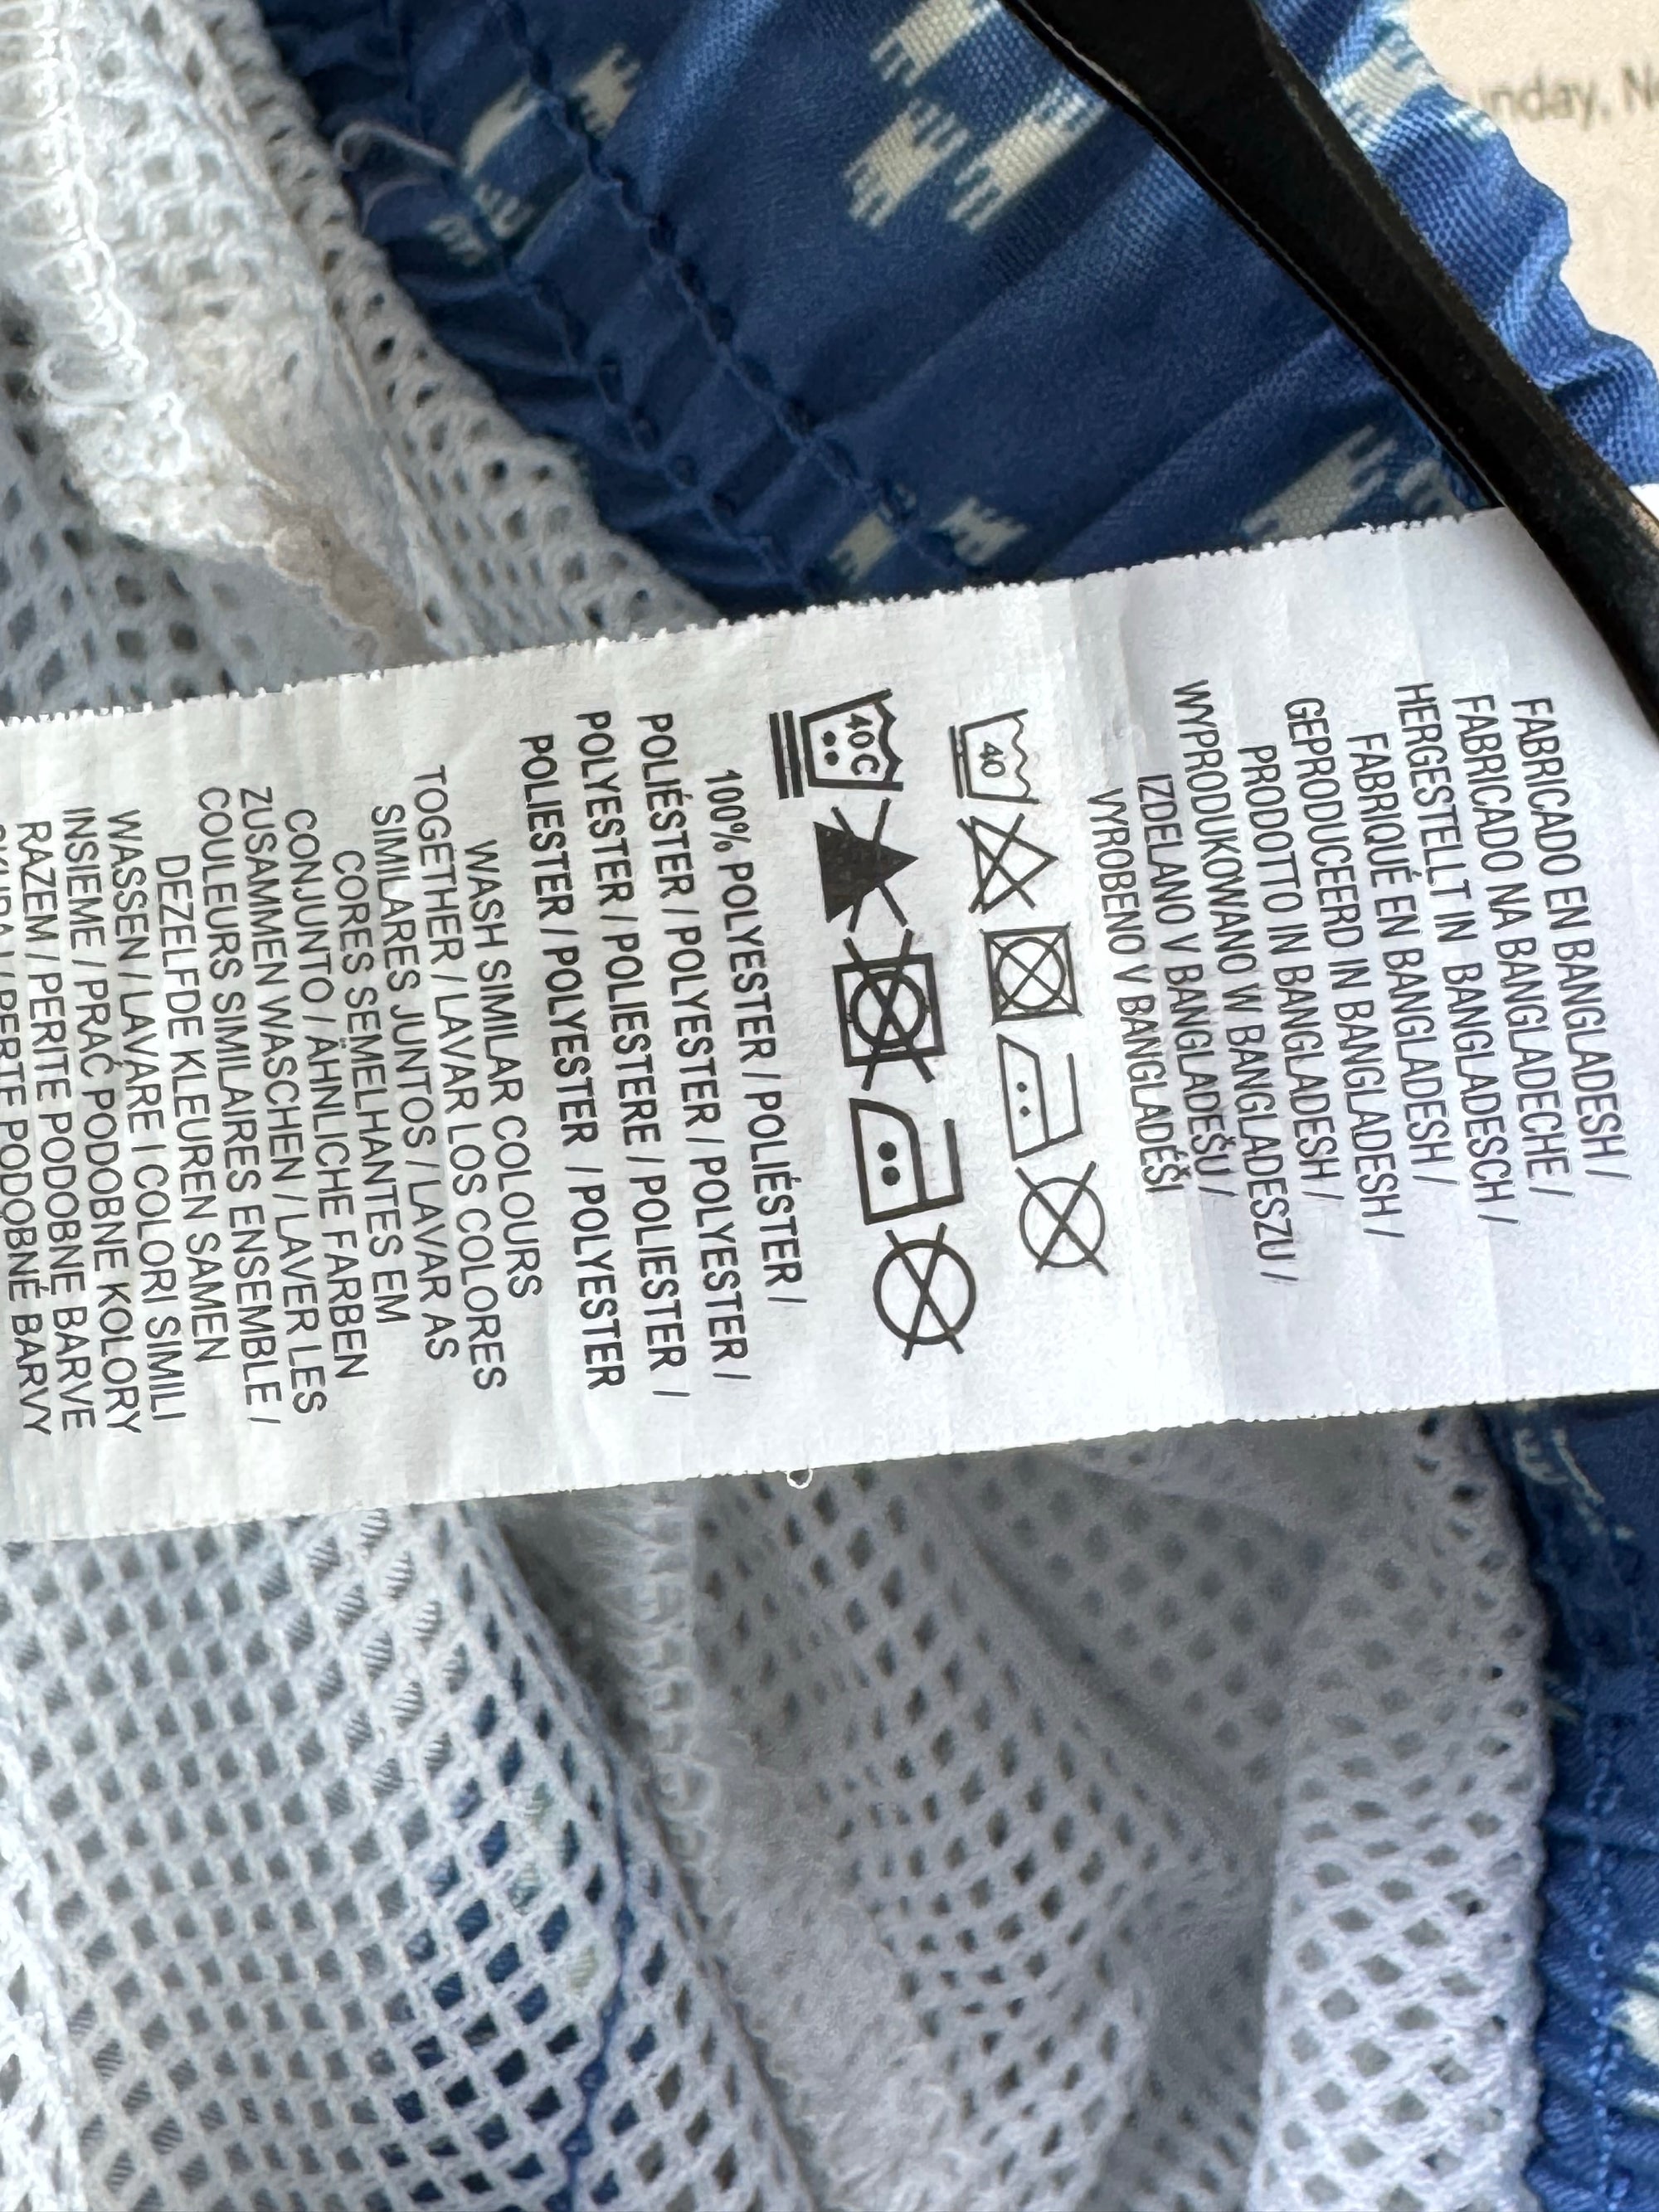 nday, N
FABRICADO EN BANGLADESH /
FABRICADO NA BANGLADECHE /
HERGESTELLT IN BANGLADESCH /
FABRIQUÉ EN BANGLADESH /
GEPRODUCEERD IN BANGLADESH /
PRODOTTO IN BANGLADESH /
WYPRODUKOWANO W BANGLADESZU /
IZDELANO V BANGLADEŠU /
VYROBENO V BANGLADÉŠI
40
40C
100% POLYESTER / POLIÉSTER /
POLIÉSTER / POLYESTER / POLYESTER /
POLYESTER / POLIESTERE / POLIESTER /
POLIESTER / POLYESTER / POLYESTER
WASH SIMILAR COLOURS
TOGETHER / LAVAR LOS COLORES
SIMILARES JUNTOS / LAVAR AS
CORES SEMELHANTES EM
CONJUNTO / ÄHNLICHE FARBEN
ZUSAMMEN WASCHEN / LAVER LES
COULEURS SIMILAIRES ENSEMBLE /
DEZELFDE KLEUREN SAMEN
WASSEN / LAVARE I COLORI SIMILI
INSIEME / PRAĆ PODOBNE KOLORY
RAZEM / PERITE PODOBNE BARVE
PODOBNÉ BARVY